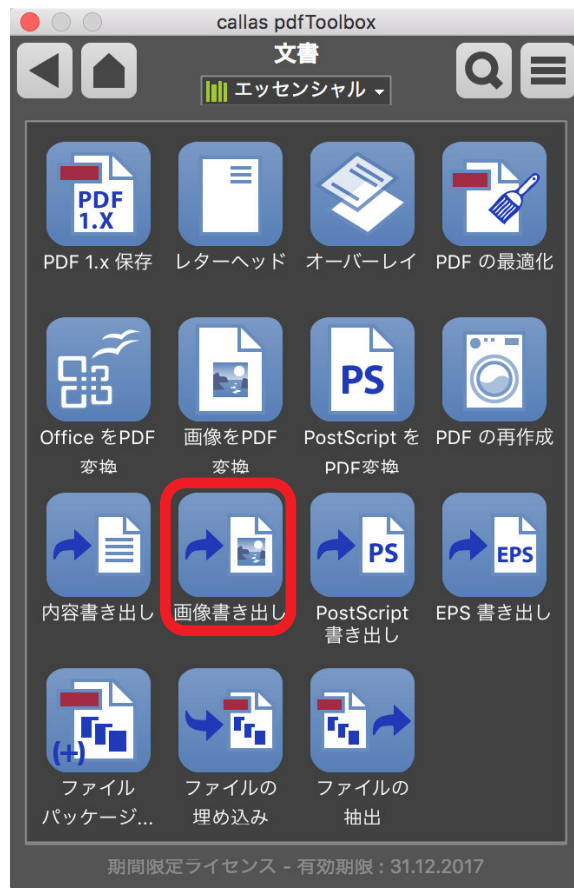 callas pdfToolbox
文書
エッセンシャル
PDF
1.X
PDF 1.x 保存
レターヘッド
オーバーレイ
PDF の最適化
PS
Office をPDF
変換
画像をPDF
変換
PostScript を
PDF変換
PDF の再作成
PS
EPS
内容書き出し
画像書き出し
PostScript
書き出し
EPS 書き出し
(+)
ファイル
パッケージ...
ファイルの
埋め込み
ファイルの
抽出
期間限定ライセンス - 有効期限 : 31.12.2017